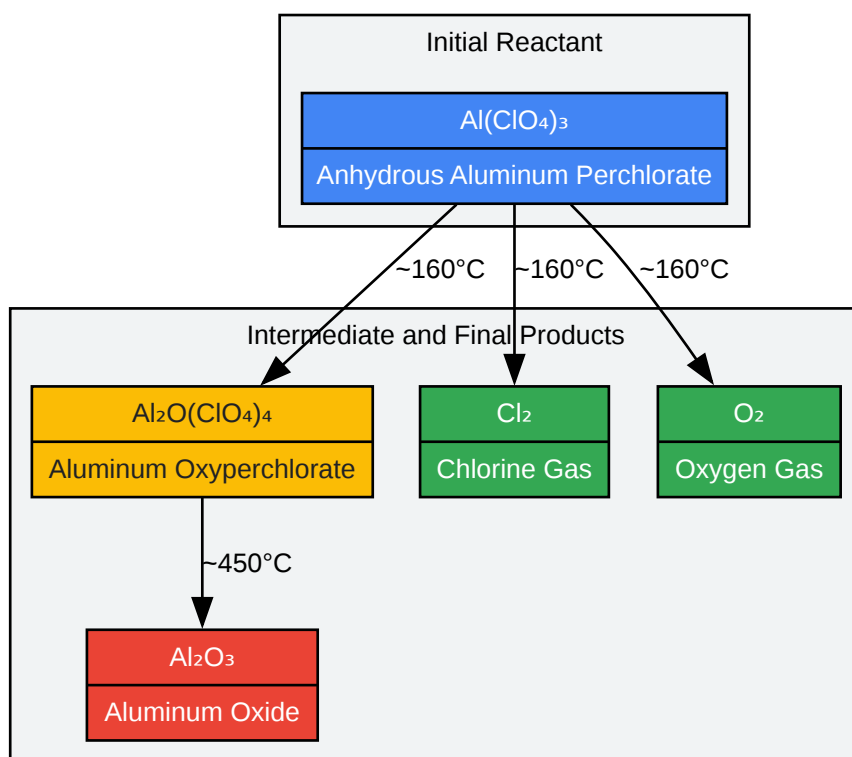 Initial Reactant
Al(ClO₄)₃
Anhydrous Aluminum Perchlorate
~160°C ~160°C ~160°C
Intermediate and Final Products
Al₂O(ClO₄)₄ Cl₂ O₂
Aluminum Oxyperchlorate Chlorine Gas Oxygen Gas
~450°C
Al₂O₃
Aluminum Oxide